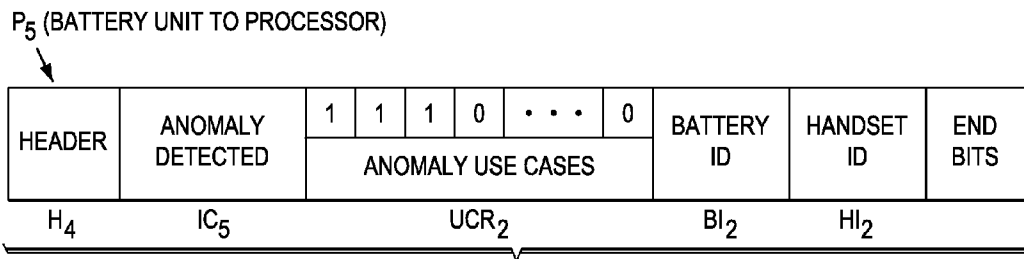 P5 (BATTERY UNIT TO PROCESSOR)
HEADER
ANOMALY
DETECTED
1 1 1 0 • • • 0
ANOMALY USE CASES
BATTERY
ID
HANDSET
ID
END
BITS
H4 IC5 UCR2 BI2 HI2